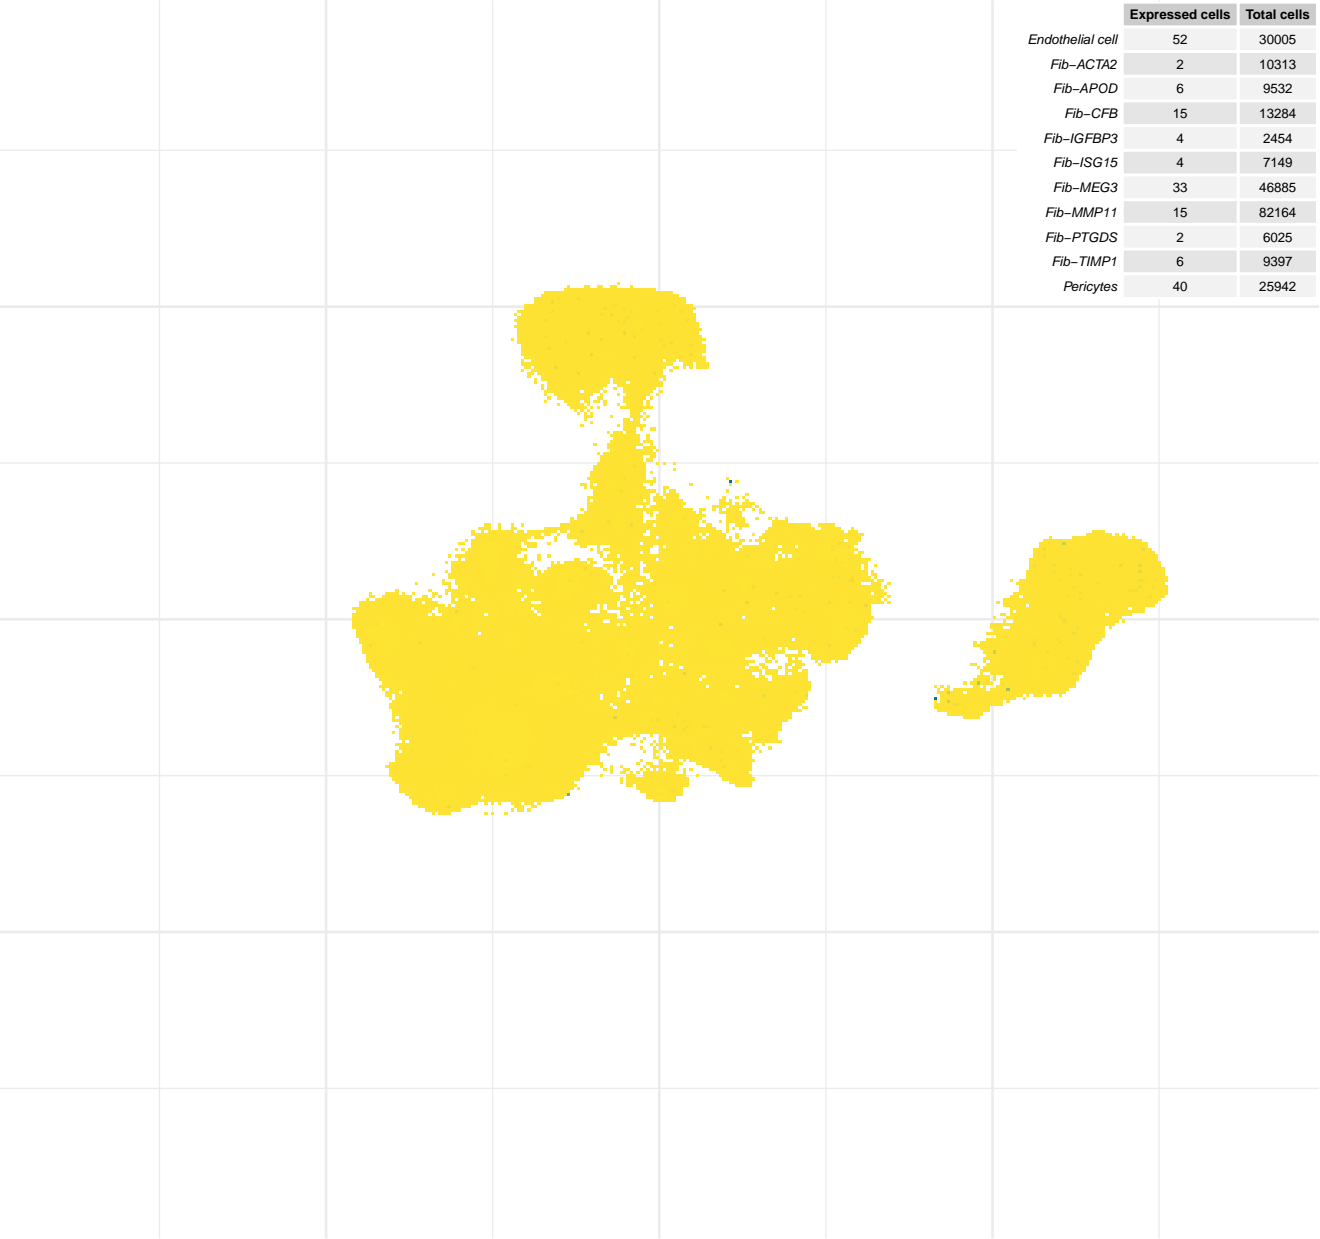 Expressed cells Total cells
Endothelial cell 52 30005
Fib−ACTA2 2 10313
Fib−APOD 6 9532
Fib−CFB 15 13284
Fib−IGFBP3 4 2454
Fib−ISG15 4 7149
Fib−MEG3 33 46885
Fib−MMP11 15 82164
Fib−PTGDS 2 6025
Fib−TIMP1 6 9397
Pericytes 40 25942